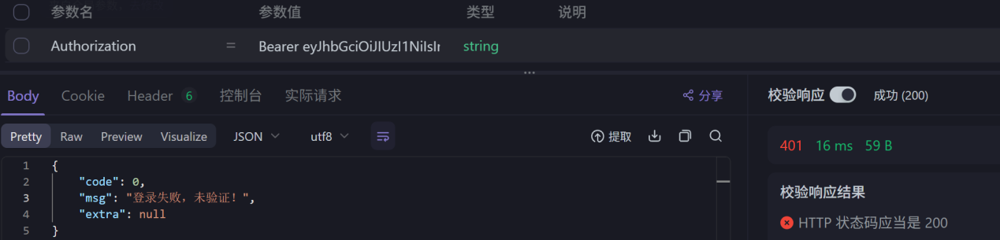 参数名 参数值 类型 说明
Authorization = Bearer eyJhbGciOiJIUzI1NiIsIr string
Body Cookie Header 6 控制台 实际请求 分享 校验响应 成功 (200)
Pretty Raw Preview Visualize JSON utf8 提取
401 16 ms 59 B
1 {
2 "code": 0,
3 "msg": "登录失败，未验证！",
4 "extra": null
5 }
校验响应结果
HTTP 状态码应当是 200